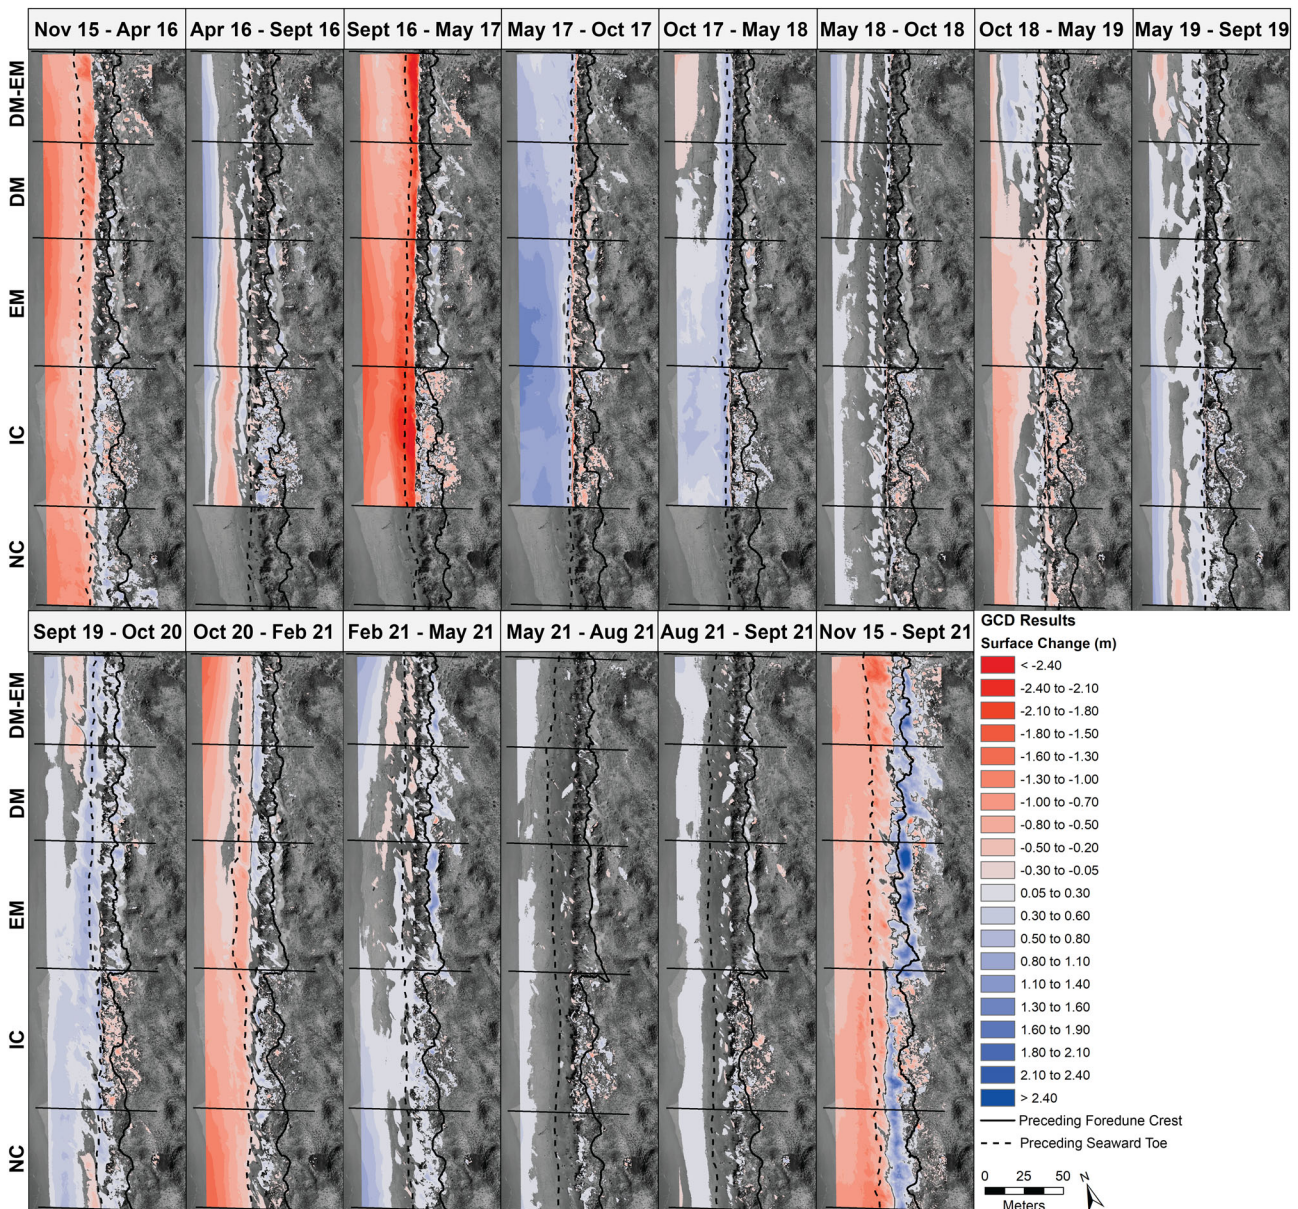 Nov 15 - Apr 16
Apr 16 - Sept 16
Sept 16 - May 17
May 17 - Oct 17
Oct 17 - May 18
May 18 - Oct 18
Oct 18 - May 19
May 19 - Sept 19
DM-EM
DM
EM
IC
NC
Sept 19 - Oct 20
Oct 20 - Feb 21
Feb 21 - May 21
May 21 - Aug 21
Aug 21 - Sept 21
Nov 15 - Sept 21
DM-EM
DM
EM
IC
NC
GCD Results
Surface Change (m)
< -2.40
-2.40 to -2.10
-2.10 to -1.80
-1.80 to -1.50
-1.60 to -1.30
-1.30 to -1.00
-1.00 to -0.70
-0.80 to -0.50
-0.50 to -0.20
-0.30 to -0.05
0.05 to 0.30
0.30 to 0.60
0.50 to 0.80
0.80 to 1.10
1.10 to 1.40
1.30 to 1.60
1.60 to 1.90
1.80 to 2.10
2.10 to 2.40
> 2.40
Preceding Foredune Crest
Preceding Seaward Toe
0 25 50
Meters
N